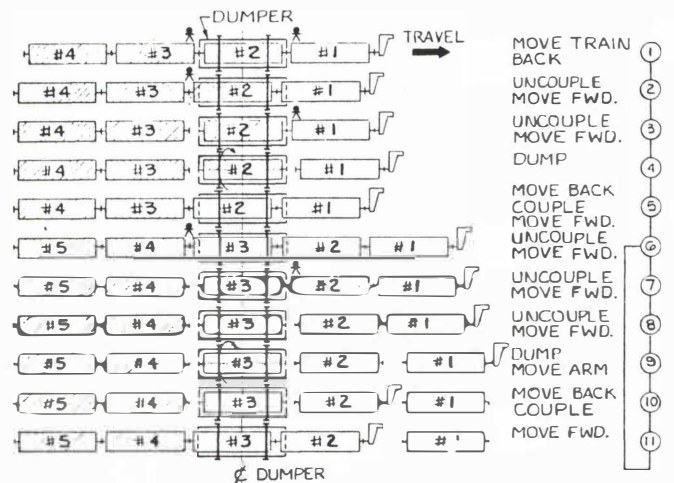 DUMPER
TRAVEL
#4 #3 #2 #1 MOVE TRAIN BACK 1
#4 #3 #2 #1 UNCOUPLE MOVE FWD. 2
#4 #3 #2 #1 UNCOUPLE MOVE FWD. 3
#4 #3 #2 #1 DUMP 4
#4 #3 #2 #1 MOVE BACK COUPLE MOVE FWD. 5
#5 #4 #3 #2 #1 UNCOUPLE MOVE FWD. 6
#5 #4 #3 #2 #1 UNCOUPLE MOVE FWD. 7
#5 #4 #3 #2 #1 UNCOUPLE MOVE FWD. 8
#5 #4 #3 #2 #1 DUMP MOVE ARM 9
#5 #4 #3 #2 #1 MOVE BACK COUPLE 10
#5 #4 #3 #2 # MOVE FWD. 11
℄ DUMPER